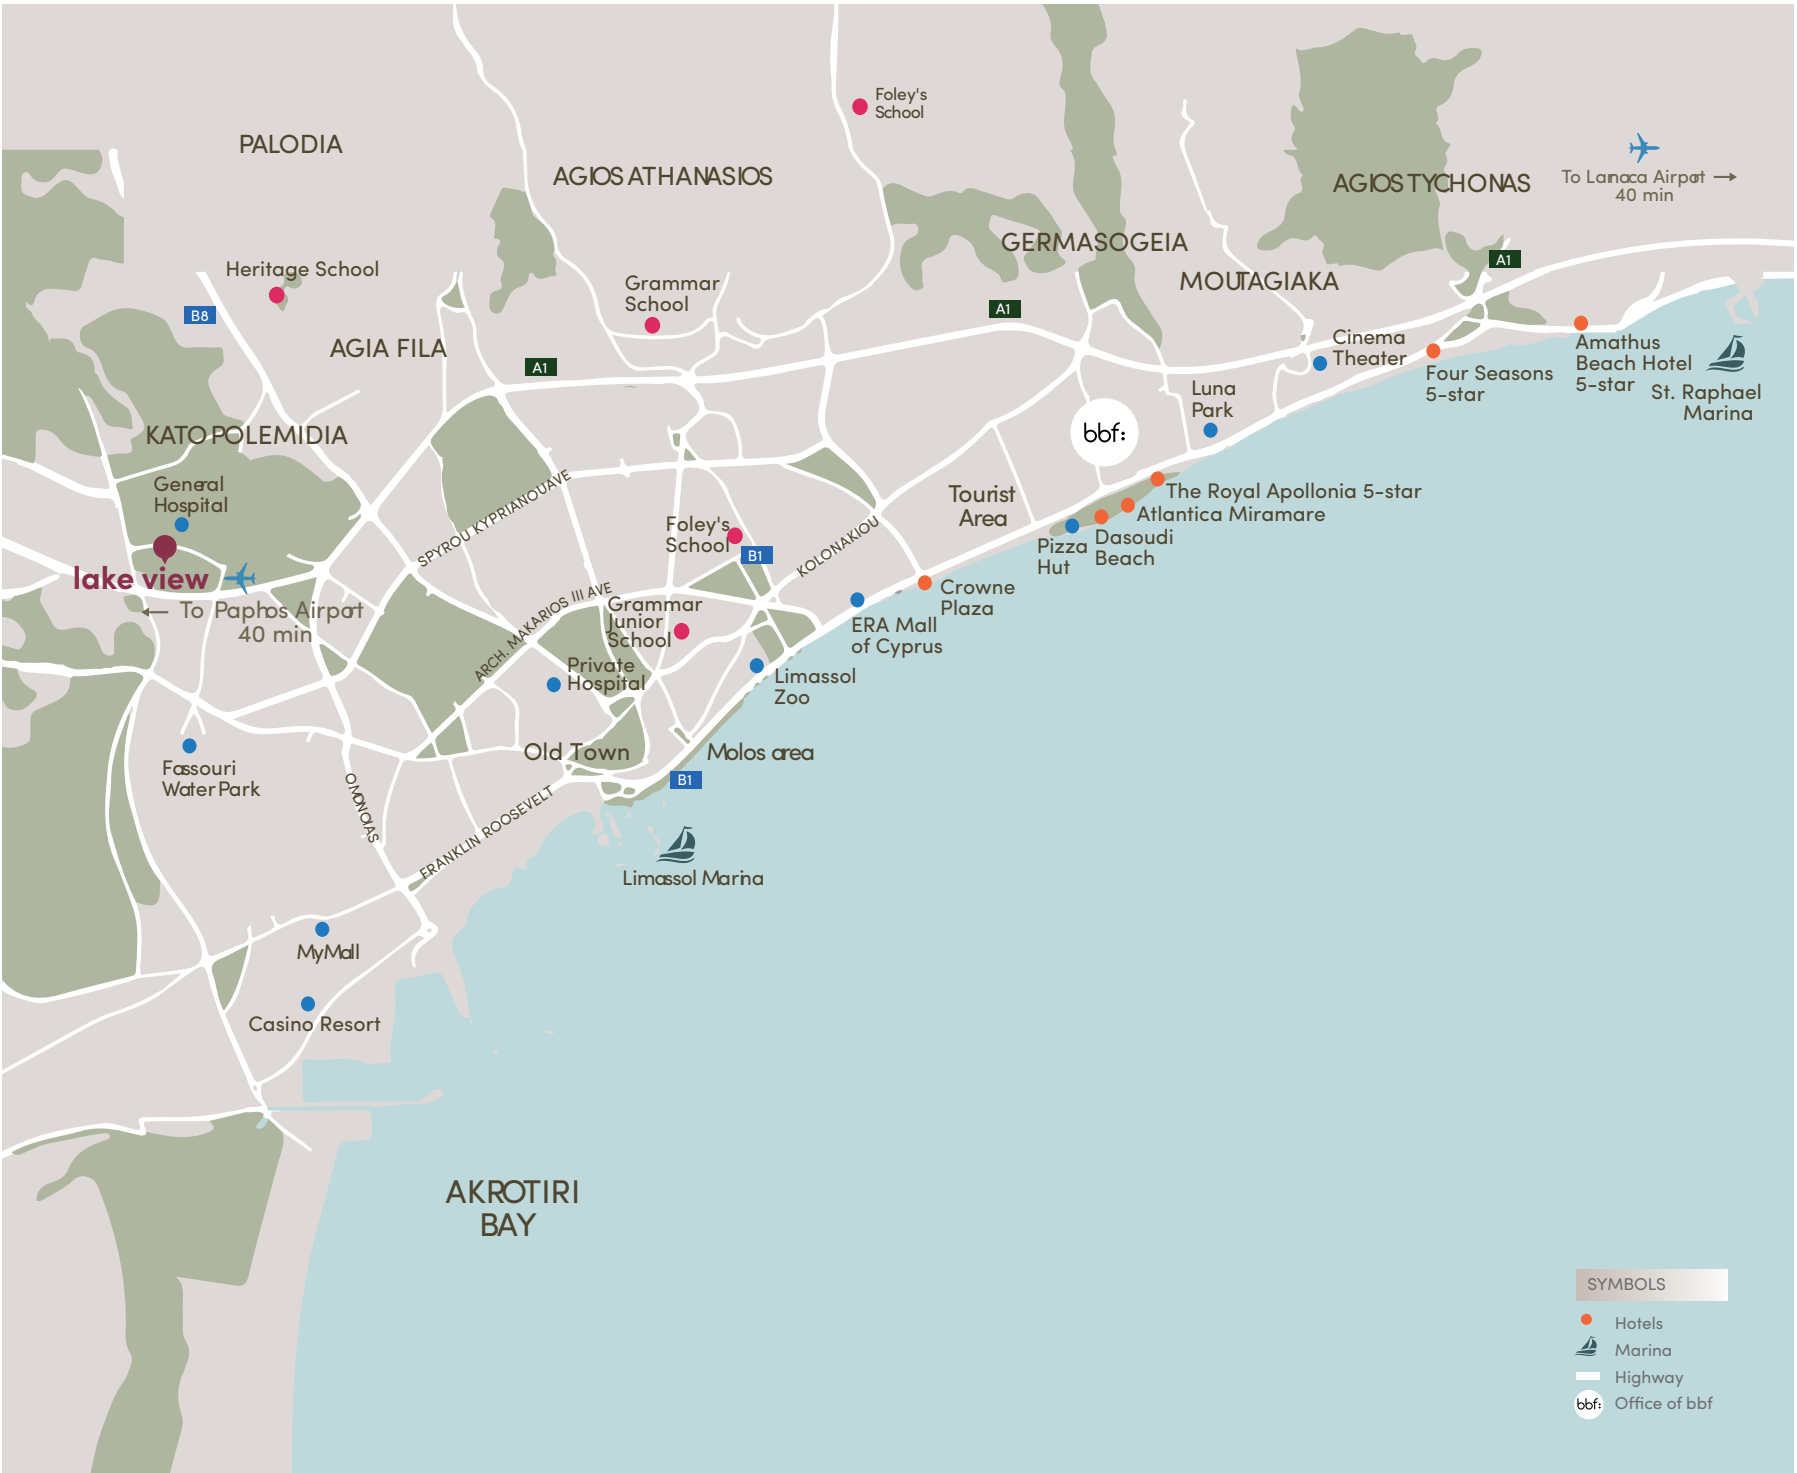 Foley's
School
PALODIA
AGIOS ATHANASIOS
AGIOS TYCHONAS
To Larnaca Airport →
40 min
GERMASOGEIA
MOUTAGIAKA
A1
Heritage School
B8
Grammar
School
A1
AGIA FILA
A1
Cinema
Theater
Amathus
Beach Hotel
5-star
Four Seasons
5-star
St. Raphael
Marina
Luna
Park
bbf:
KATO POLEMIDIA
General
Hospital
SPYROU KYPRIANOU AVE
Tourist
Area
The Royal Apollonia 5-star
Atlantica Miramare
Dasoudi
Beach
Pizza
Hut
Foley's
School
B1
KOLONAKIOU
lake view
← To Paphos Airport
40 min
ARCH. MAKARIOS III AVE
Grammar
Junior
School
Crowne
Plaza
ERA Mall
of Cyprus
Private
Hospital
Limassol
Zoo
Old Town
Molos area
B1
Fassouri
Water Park
OMONOIAS
FRANKLIN ROOSEVELT
Limassol Marina
My Mall
Casino Resort
AKROTIRI
BAY
SYMBOLS
Hotels
Marina
Highway
bbf: Office of bbf